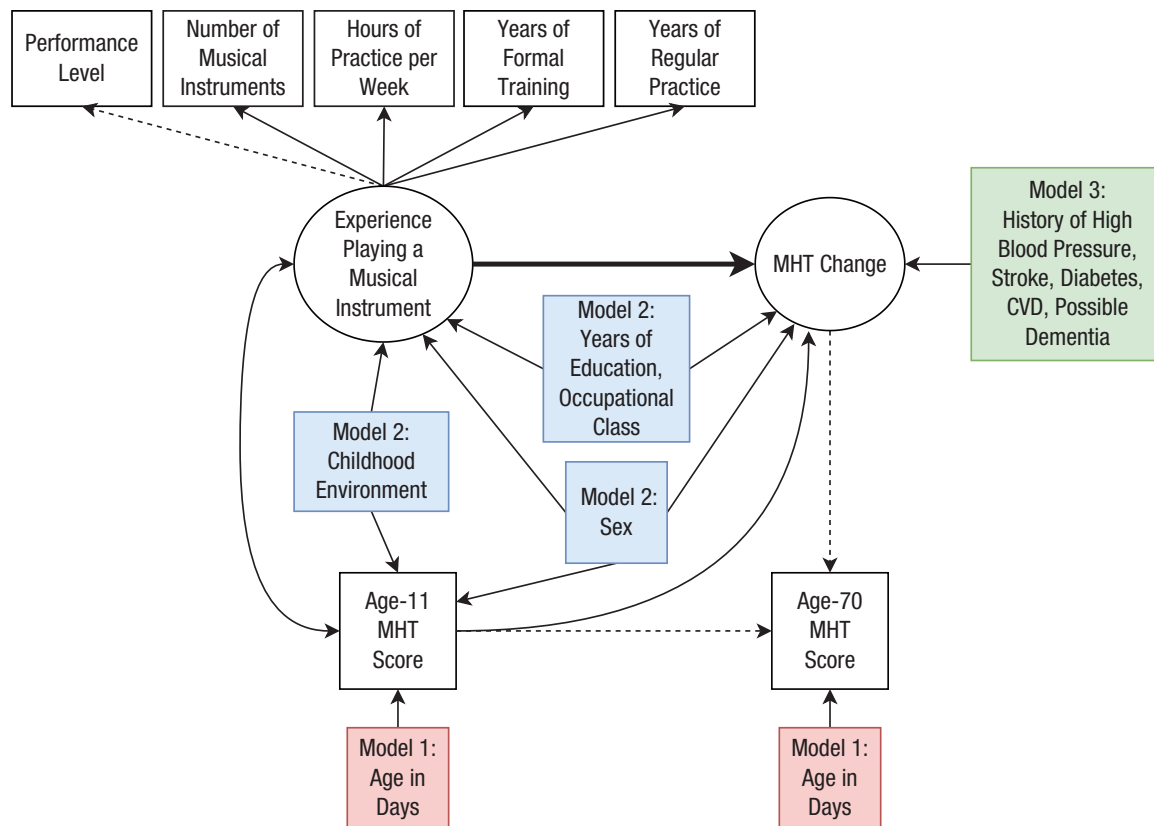 Performance
Level
Number of
Musical
Instruments
Hours of
Practice per
Week
Years of
Formal
Training
Years of
Regular
Practice
Experience
Playing a
Musical
Instrument
MHT Change
Model 3:
History of High
Blood Pressure,
Stroke, Diabetes,
CVD, Possible
Dementia
Model 2:
Years of
Education,
Occupational
Class
Model 2:
Childhood
Environment
Model 2:
Sex
Age-11
MHT
Score
Age-70
MHT
Score
Model 1:
Age in
Days
Model 1:
Age in
Days